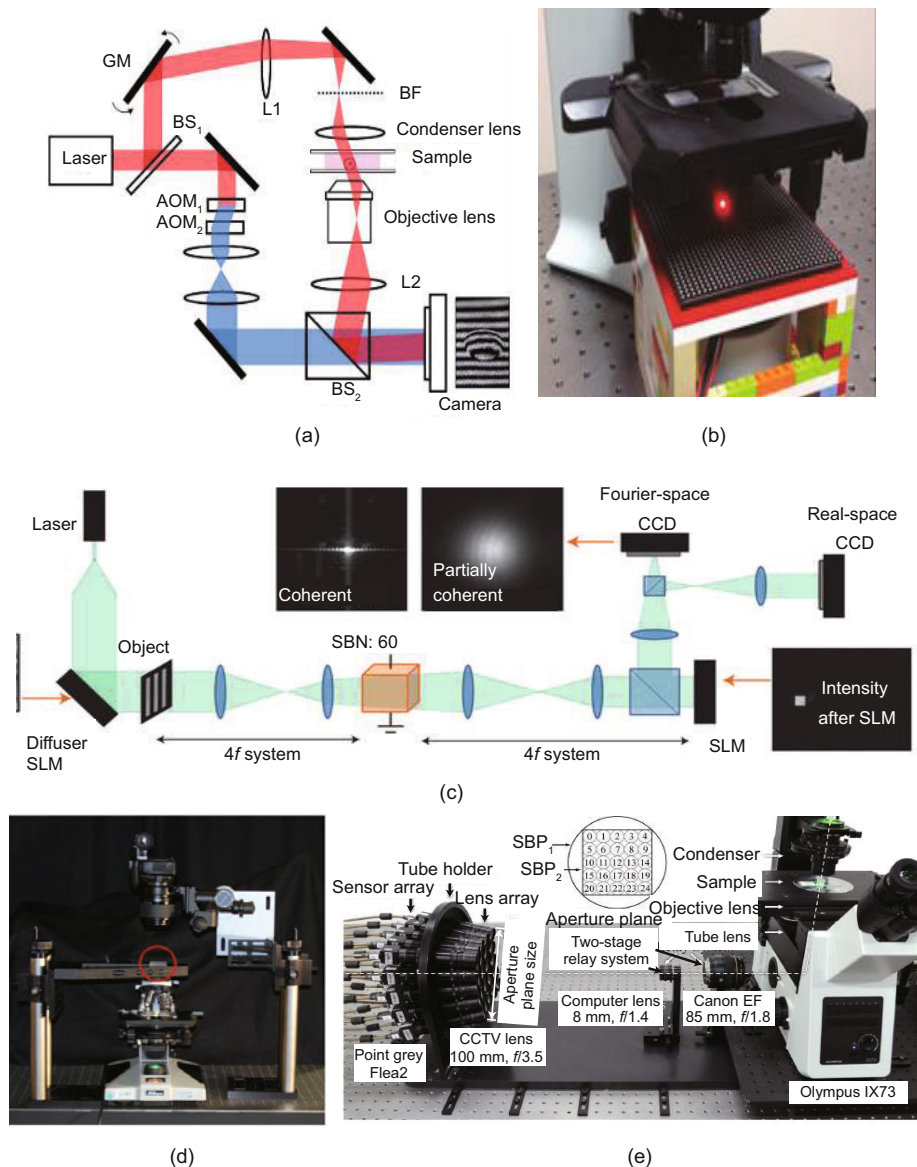 GM
L1
BF
BS1
Condenser lens
Laser
Sample
AOM1
AOM2
Objective lens
L2
BS2
Camera
(a)
(b)
Fourier-space
CCD
Real-space
CCD
Laser
Coherent
Partially
coherent
Object
SBN: 60
Intensity
after SLM
Diffuser
SLM
4f system
4f system
SLM
(c)
SBP1
SBP2
0 1 2 3 4
5 6 7 8 9
10 11 12 13 14
15 16 17 18 19
20 21 22 23 24
Aperture plane
Tube holder
Sensor array
Lens array
Aperture
plane size
Condenser
Sample
Objective lens
Tube lens
Two-stage
relay system
Computer lens
8 mm, f/1.4
Canon EF
85 mm, f/1.8
CCTV lens
100 mm, f/3.5
Point grey
Flea2
Olympus IX73
(d)
(e)